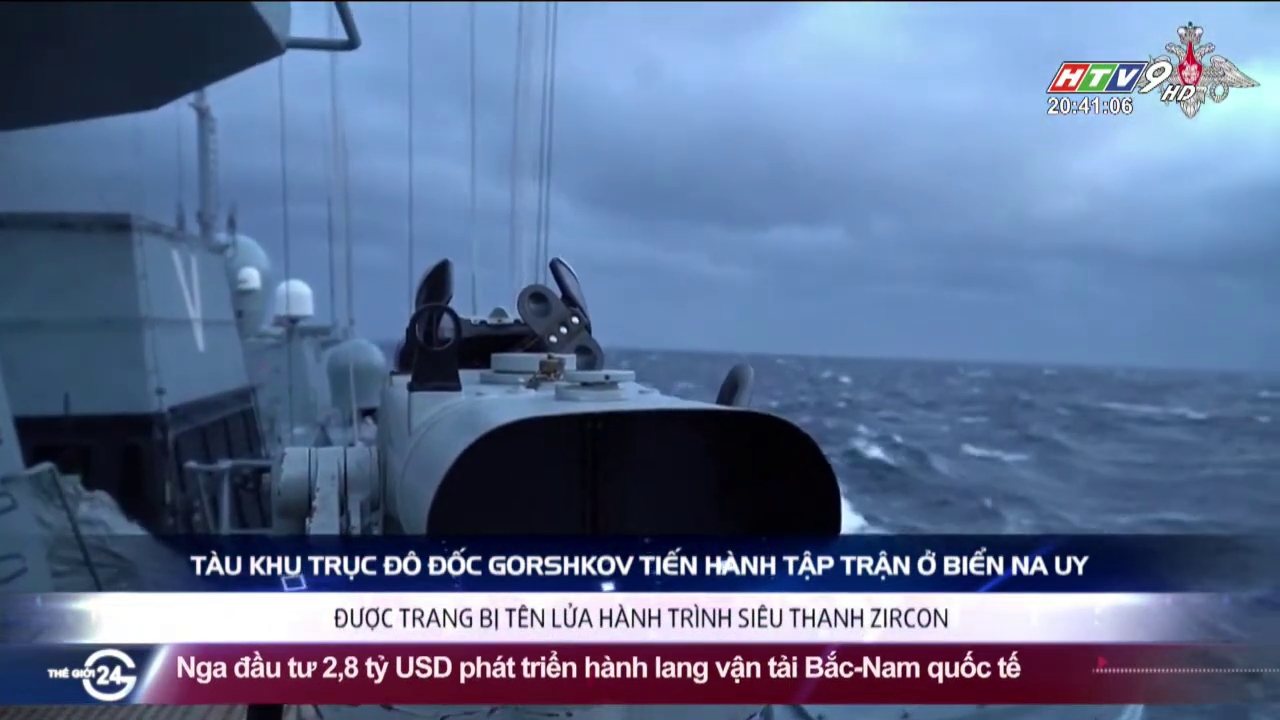 HTV9
HD
20:41:06
V
TÀU KHU TRỤC ĐÔ ĐỐC GORSHKOV TIẾN HÀNH TẬP TRẬN Ở BIỂN NA UY
ĐƯỢC TRANG BỊ TÊN LỬA HÀNH TRÌNH SIÊU THANH ZIRCON
THẾ GIỚI 24G
Nga đầu tư 2,8 tỷ USD phát triển hành lang vận tải Bắc-Nam quốc tế